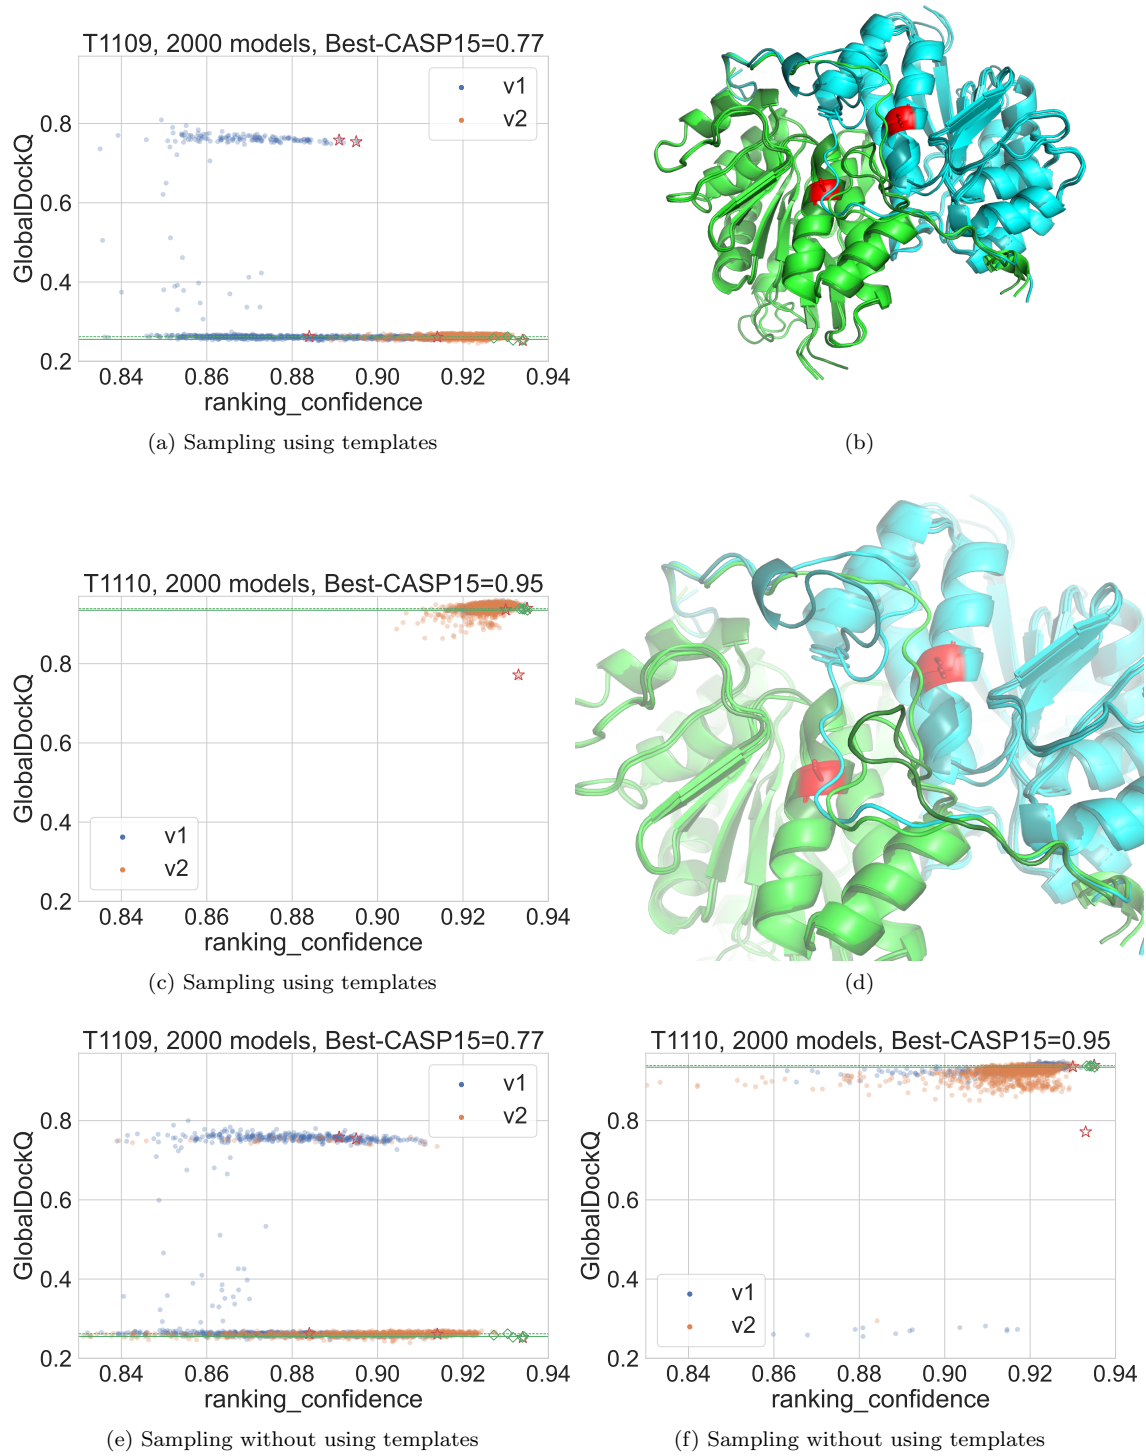 T1109, 2000 models, Best-CASP15=0.77
v1
v2
0.8
0.6
0.4
0.2
GlobalDockQ
0.84 0.86 0.88 0.90 0.92 0.94
ranking_confidence
(a) Sampling using templates
(b)
T1110, 2000 models, Best-CASP15=0.95
0.8
0.6
0.4
0.2
GlobalDockQ
v1
v2
0.84 0.86 0.88 0.90 0.92 0.94
ranking_confidence
(c) Sampling using templates
(d)
T1109, 2000 models, Best-CASP15=0.77
v1
v2
0.8
0.6
0.4
0.2
GlobalDockQ
0.84 0.86 0.88 0.90 0.92 0.94
ranking_confidence
(e) Sampling without using templates
T1110, 2000 models, Best-CASP15=0.95
0.8
0.6
0.4
0.2
GlobalDockQ
v1
v2
0.84 0.86 0.88 0.90 0.92 0.94
ranking_confidence
(f) Sampling without using templates